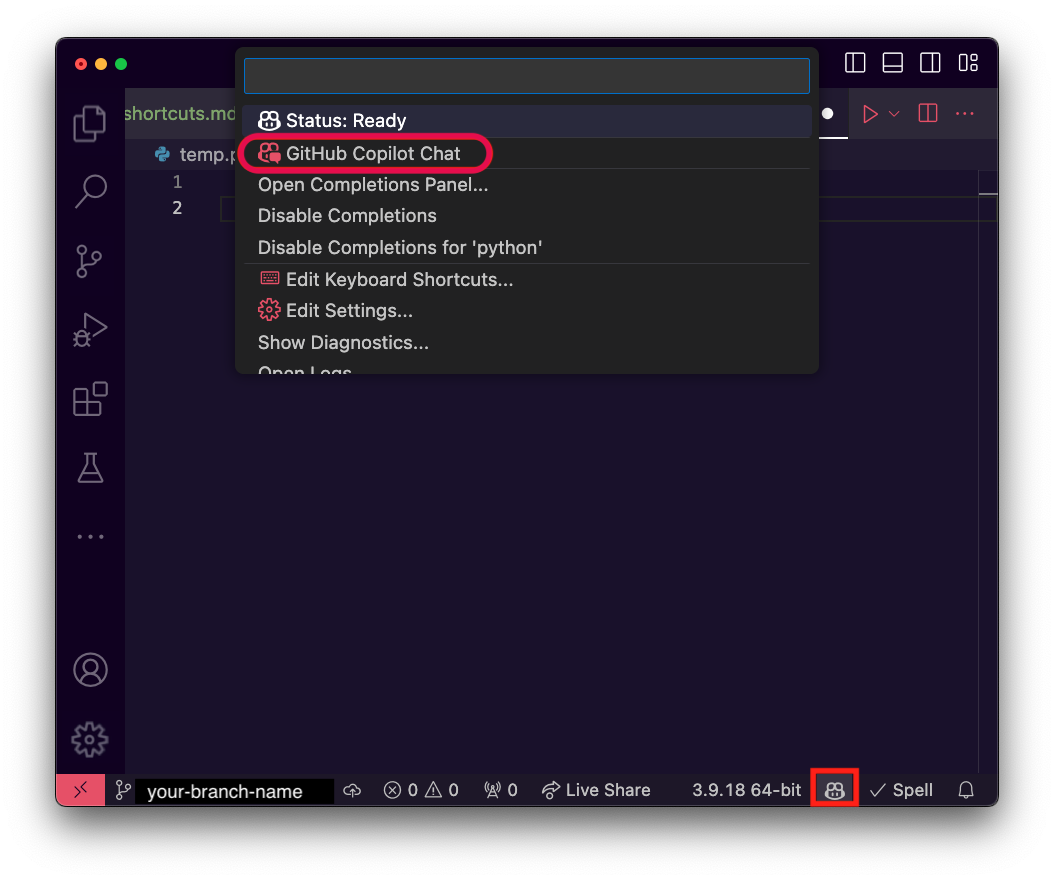 Status: Ready
shortcuts.md
GitHub Copilot Chat
temp.p
Open Completions Panel...
1
Disable Completions
2
Disable Completions for 'python'
Edit Keyboard Shortcuts...
Edit Settings...
Show Diagnostics...
Open Logs
your-branch-name 0 0 0 Live Share 3.9.18 64-bit Spell